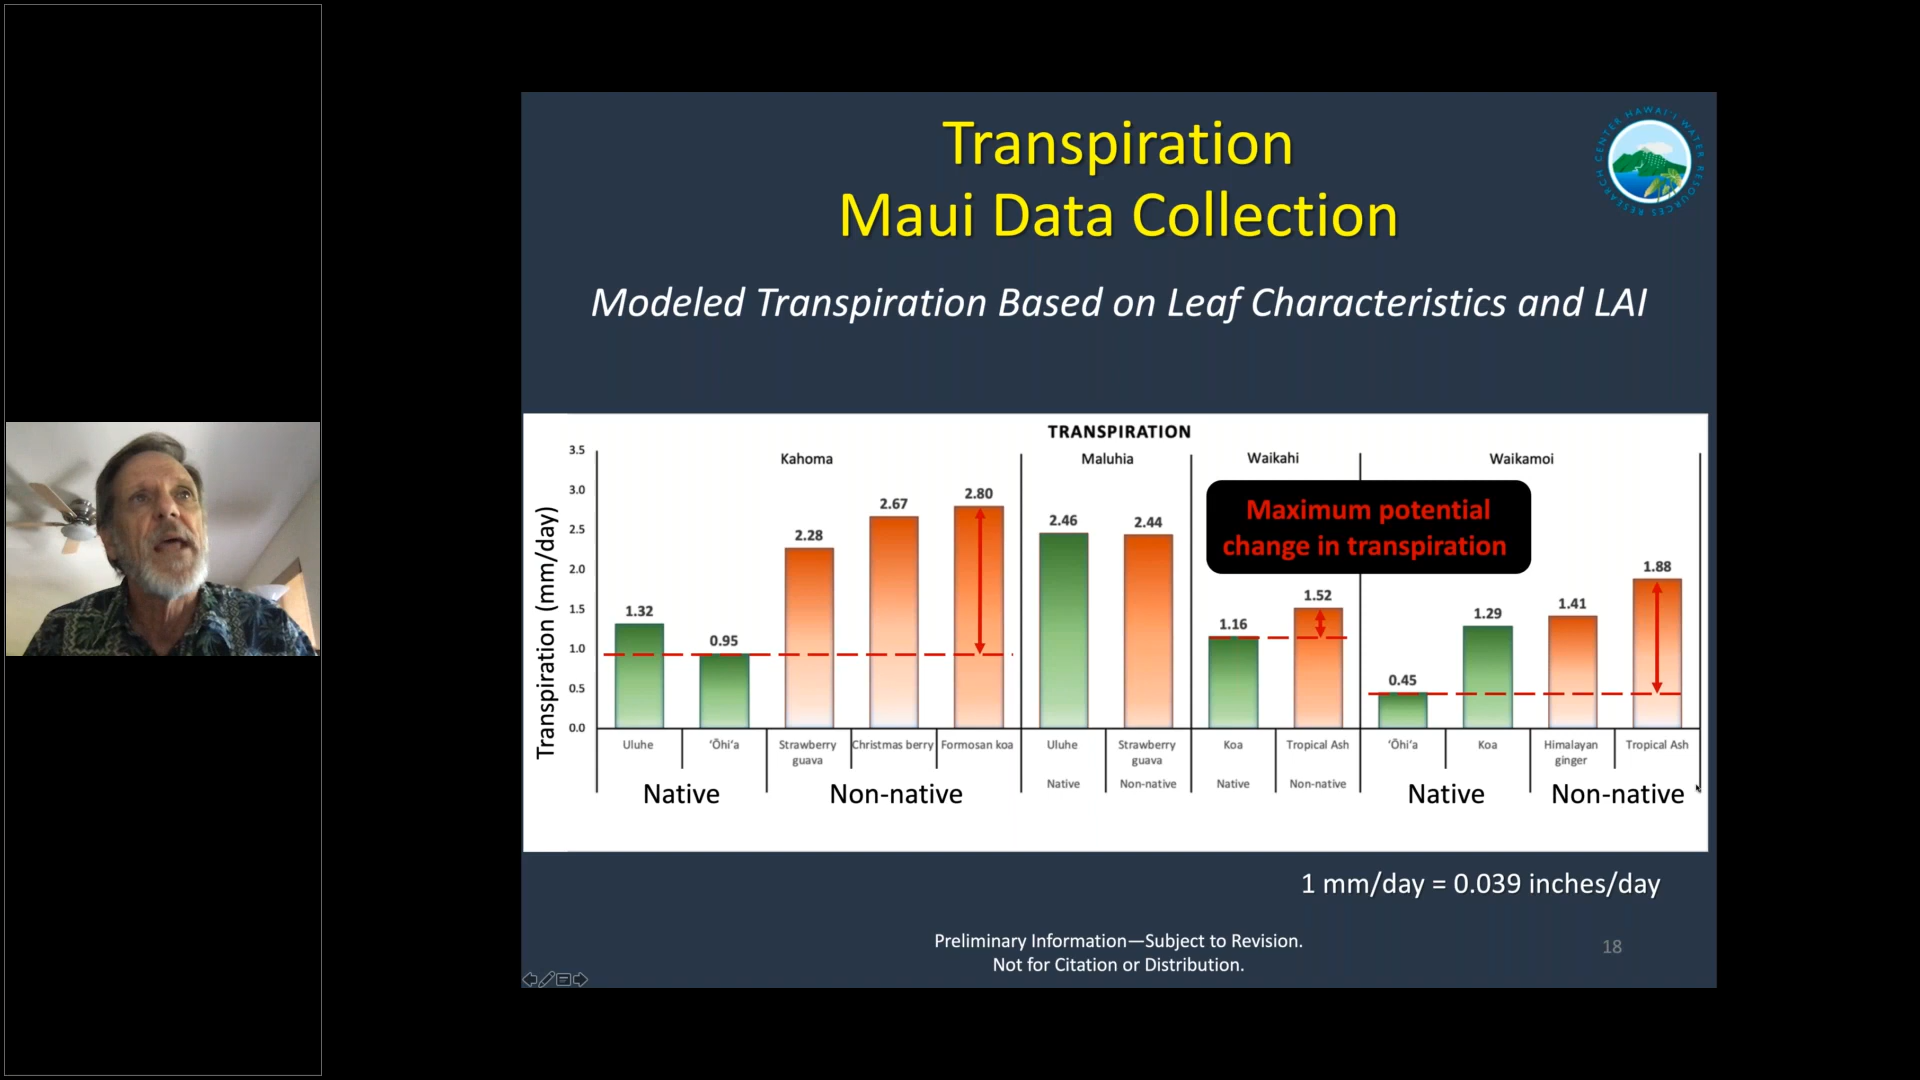 Transpiration
Maui Data Collection
CENTER HAWAI'I WATER RESOURCES RESEARCH
Modeled Transpiration Based on Leaf Characteristics and LAI
TRANSPIRATION
Kahoma
Maluhia
Waikahi
Waikamoi
Transpiration (mm/day)
3.5
3.0
2.5
2.0
1.5
1.0
0.5
0.0
1.32
0.95
2.28
2.67
2.80
2.46
2.44
1.16
1.52
0.45
1.29
1.41
1.88
Maximum potential
change in transpiration
Uluhe
‘Ōhi‘a
Strawberry
guava
Christmas berry
Formosan koa
Uluhe
Strawberry
guava
Koa
Tropical Ash
‘Ōhi‘a
Koa
Himalayan
ginger
Tropical Ash
Native
Non-native
Native
Non-native
Native
Non-native
Native
Non-native
1 mm/day = 0.039 inches/day
Preliminary Information—Subject to Revision.
Not for Citation or Distribution.
18